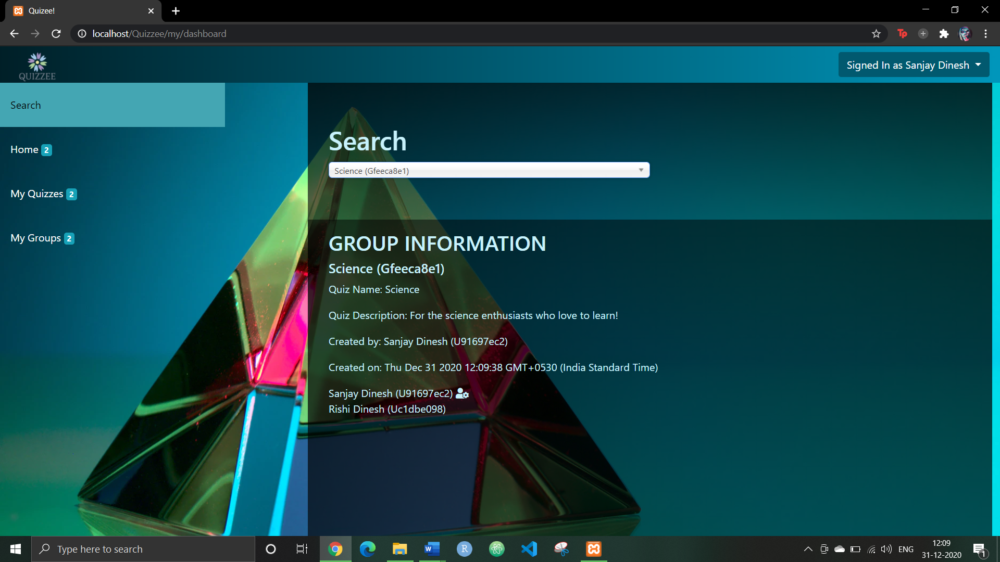 Quizee!
localhost/Quizzee/my/dashboard
Tp
QUIZZEE
Signed In as Sanjay Dinesh
Search
Home 2
My Quizzes 2
My Groups 2
Search
Science (Gfeeca8e1)
GROUP INFORMATION
Science (Gfeeca8e1)
Quiz Name: Science
Quiz Description: For the science enthusiasts who love to learn!
Created by: Sanjay Dinesh (U91697ec2)
Created on: Thu Dec 31 2020 12:09:38 GMT+0530 (India Standard Time)
Sanjay Dinesh (U91697ec2)
Rishi Dinesh (Uc1dbe098)
Type here to search
W
R
ENG
12:09
31-12-2020
1